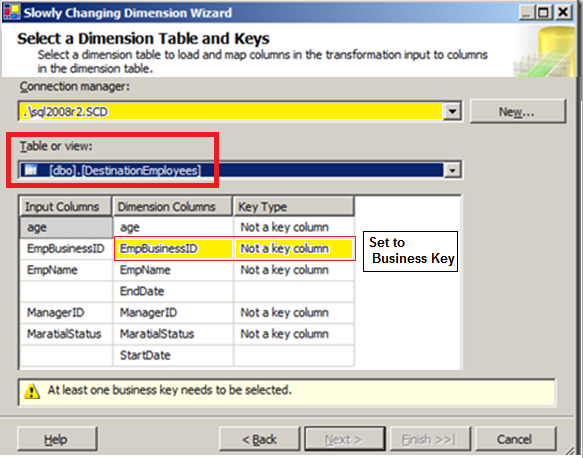 Slowly Changing Dimension Wizard
Select a Dimension Table and Keys
Select a dimension table to load and map columns in the transformation input to columns
in the dimension table.
Connection manager:
.\sql2008r2.SCD
New...
Table or view:
[dbo].[DestinationEmployees]
Input Columns Dimension Columns Key Type
age age Not a key column
EmpBusinessID EmpBusinessID Not a key column
EmpName EmpName Not a key column
EndDate
ManagerID ManagerID Not a key column
MaratialStatus MaratialStatus Not a key column
StartDate
Set to
Business Key
At least one business key needs to be selected.
Help < Back Next > Finish >>| Cancel